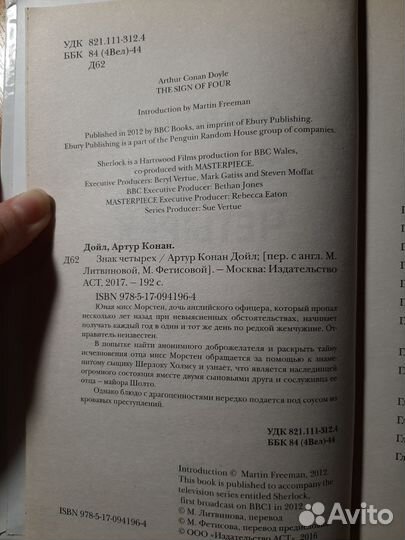 УДК 821.111-312.4
ББК 84 (4Вел)-44
Д62
Arthur Conan Doyle
THE SIGN OF FOUR
Introduction by Martin Freeman
Published in 2012 by BBC Books, an imprint of Ebury Publishing.
Ebury Publishing is a part of the Penguin Random House group of companies.
Sherlock is a Hartswood Films production for BBC Wales,
co-produced with MASTERPIECE.
Executive Producers: Beryl Vertue, Mark Gatiss and Steven Moffat
BBC Executive Producer: Bethan Jones
MASTERPIECE Executive Producer: Rebecca Eaton
Series Producer: Sue Vertue
Дойл, Артур Конан.
Д62 Знак четырех / Артур Конан Дойл; [пер. с англ. М.
Литвиновой, М. Фетисовой]. — Москва: Издательство
АСТ, 2017. — 192 с.
ISBN 978-5-17-094196-4
Юная мисс Морстен, дочь английского офицера, который пропал
несколько лет назад при невыясненных обстоятельствах, начинает
получать каждый год в один и тот же день по редкой жемчужине. От-
правитель неизвестен.
В попытке найти анонимного доброжелателя и раскрыть тайну
исчезновения отца мисс Морстен обращается за помощью к знаме-
нитому сыщику Шерлоку Холмсу и узнает, что является наследницей
огромного состояния вместе двумя сыновьями друга и сослуживца ее
отца — майора Шолто.
Однако блюдо с драгоценностями нередко подается под соусом из
кровавых преступлений.
УДК 821.111-312.4
ББК 84 (4Вел)-44
Introduction © Martin Freeman, 2012.
This book is published to accompany the
television series entitled Sherlock,
first broadcast on BBC1 in 2012.
© М. Литвинова, перевод
© М. Фетисова, перевод
© ООО «Издательство АСТ», 2016
ISBN 978-5-17-094196-4
Avito